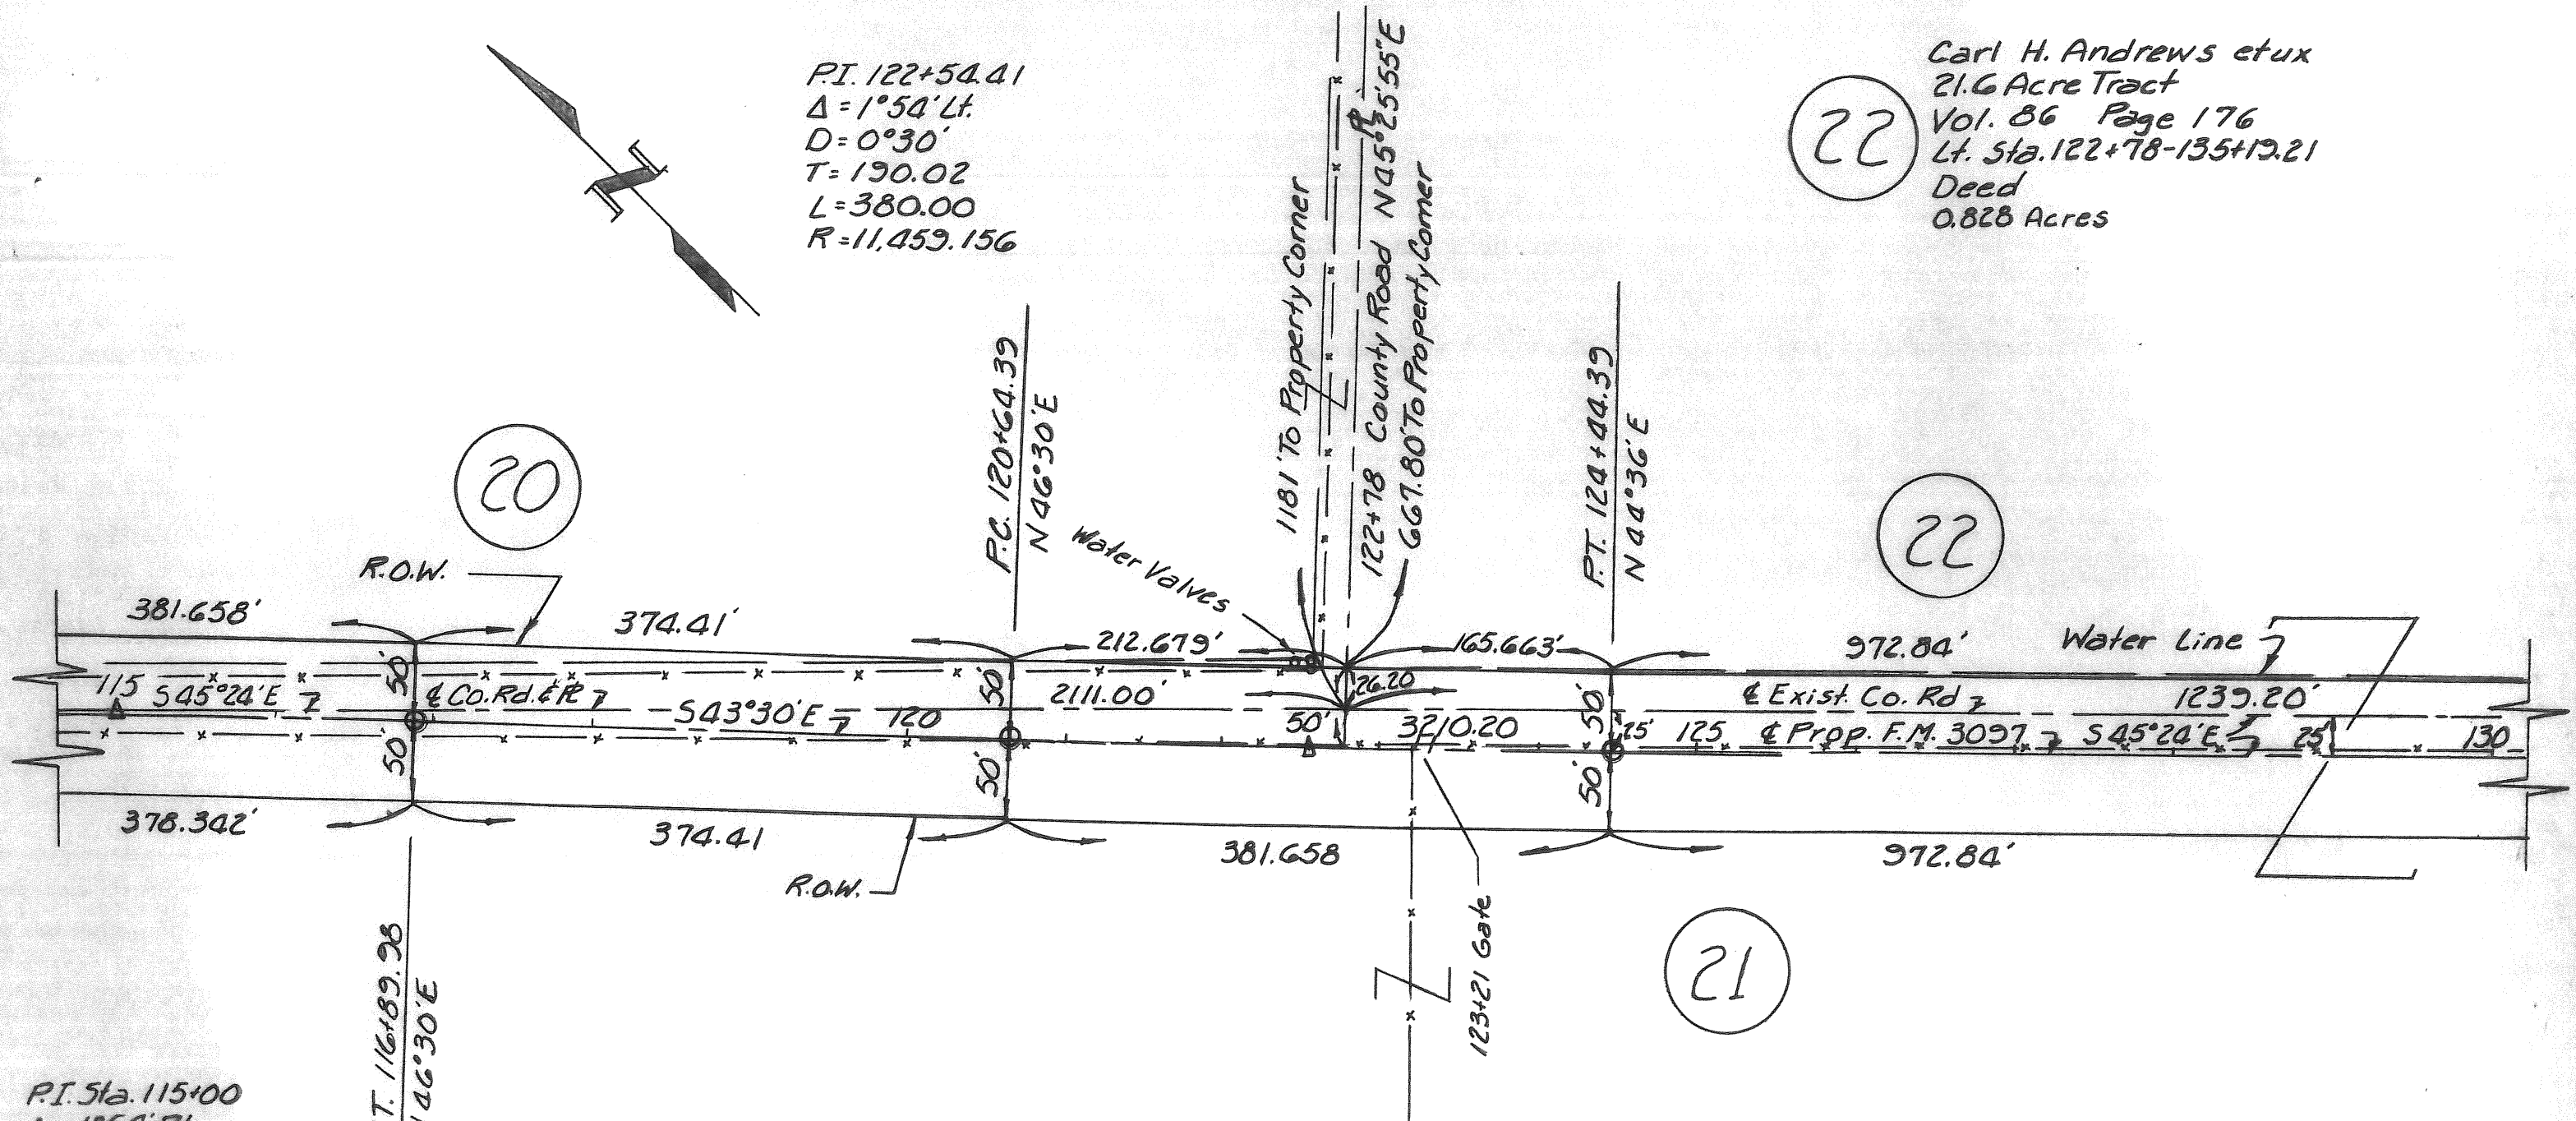 P.I. 122+54.41
Δ = 1°54' Lt.
D = 0°30'
T = 190.02
L = 380.00
R = 11,459.156
Carl H. Andrews etux
21.6 Acre Tract
Vol. 86 Page 176
Lt. Sta. 122+78-135+19.21
Deed
0.828 Acres
22
1181' To Property Corner
122+78 County Road N45°25'55"E
667.80' To Property Corner
P.C. 120+64.39
N 46°30' E
P.T. 124+44.39
N 44°36' E
20
22
R.O.W.
Water Valves
381.658'
374.41'
212.679'
165.663'
972.84'
Water Line
50'
50'
26.20
50'
115
S 45°24' E
℄ Co. Rd. & ⅊
S 43°30' E
120
2111.00'
50'
3210.20
℄ Exist. Co. Rd
1239.20'
25'
125
℄ Prop. F.M. 3097
S 45°24' E
25'
130
50'
50'
50'
378.342'
374.41
381.658
972.84'
R.O.W.
123+21 Gate
21
T. 116+89.98
46°30' E
P.I. Sta. 115+00